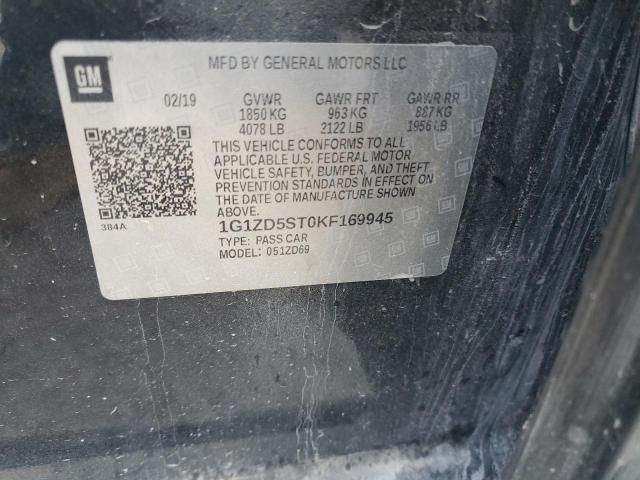 GM
MFD BY GENERAL MOTORS LLC
02/19 GVWR GAWR FRT GAWR RR
1850 KG 963 KG 887 KG
4078 LB 2122 LB 1956 LB
THIS VEHICLE CONFORMS TO ALL
APPLICABLE U.S. FEDERAL MOTOR
VEHICLE SAFETY, BUMPER, AND THEFT
PREVENTION STANDARDS IN EFFECT ON
THE DATE OF MANUFACTURE SHOWN
ABOVE.
384A
1G1ZD5ST0KF169945
TYPE: PASS CAR
MODEL: 051ZD69